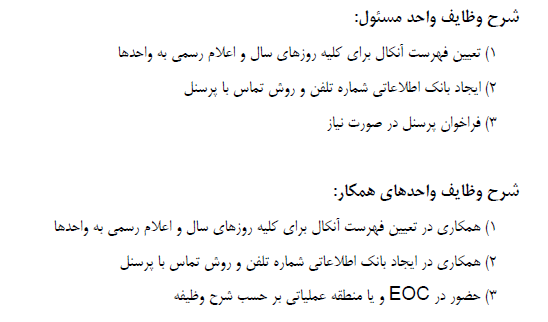 شرح وظایف واحد مسئول:
۱) تعیین فهرست آنکال برای کلیه روزهای سال و اعلام رسمی به واحدها
۲) ایجاد بانک اطلاعاتی شماره تلفن و روش تماس با پرسنل
۳) فراخوان پرسنل در صورت نیاز
شرح وظایف واحدهای همکار:
۱) همکاری در تعیین فهرست آنکال برای کلیه روزهای سال و اعلام رسمی به واحدها
۲) همکاری در ایجاد بانک اطلاعاتی شماره تلفن و روش تماس با پرسنل
۳) حضور در EOC و یا منطقه عملیاتی بر حسب شرح وظیفه